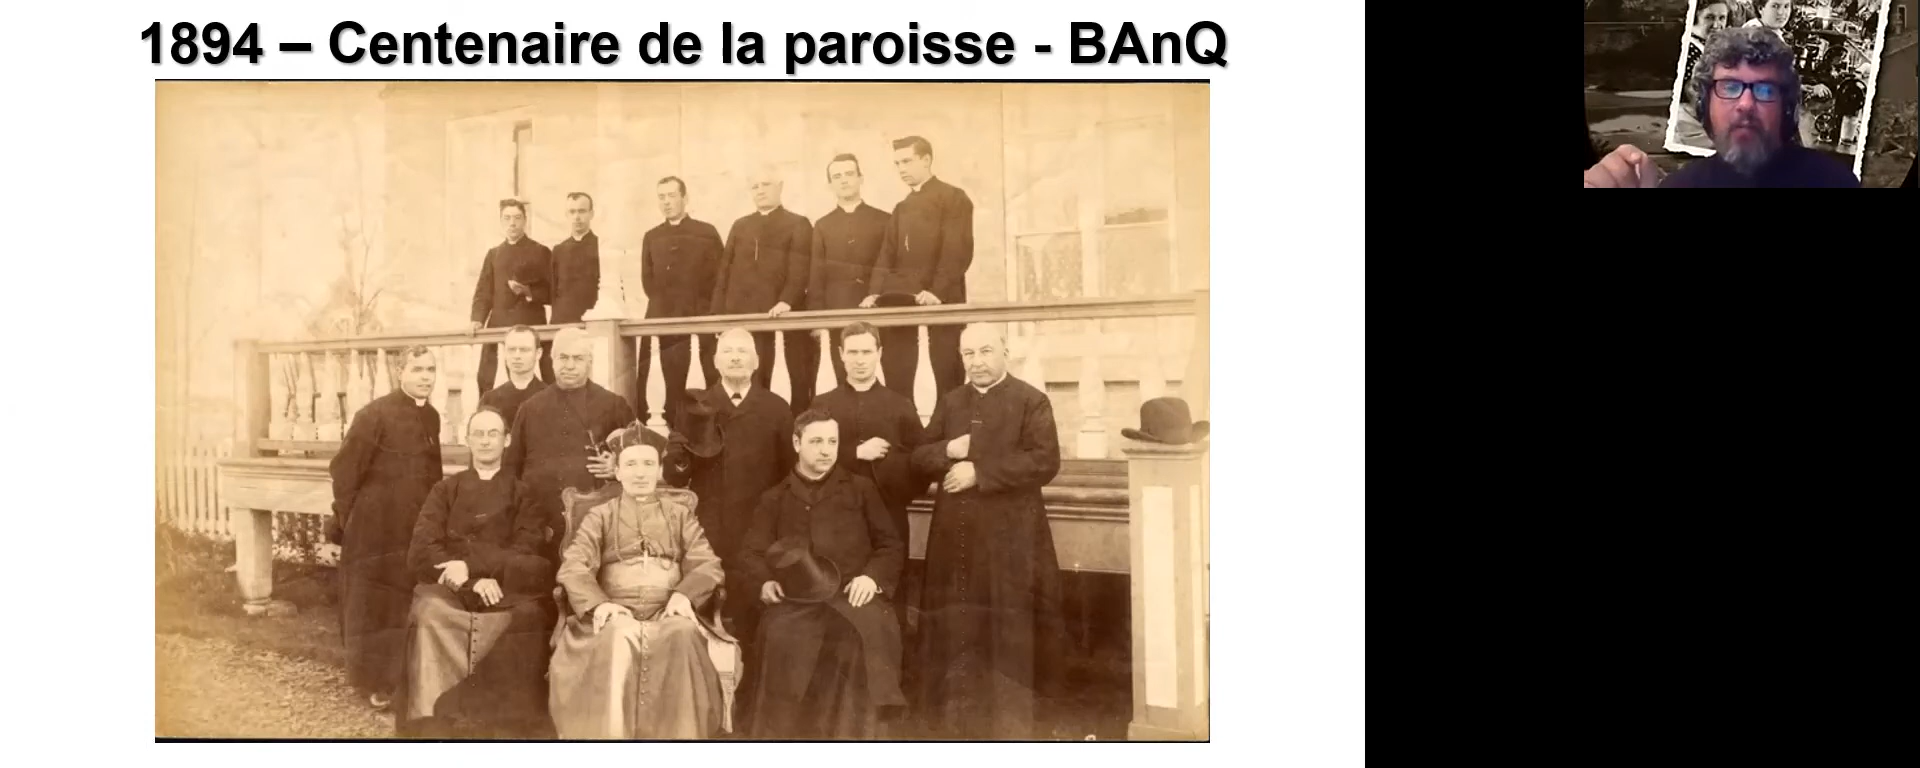 1894 – Centenaire de la paroisse - BAnQ